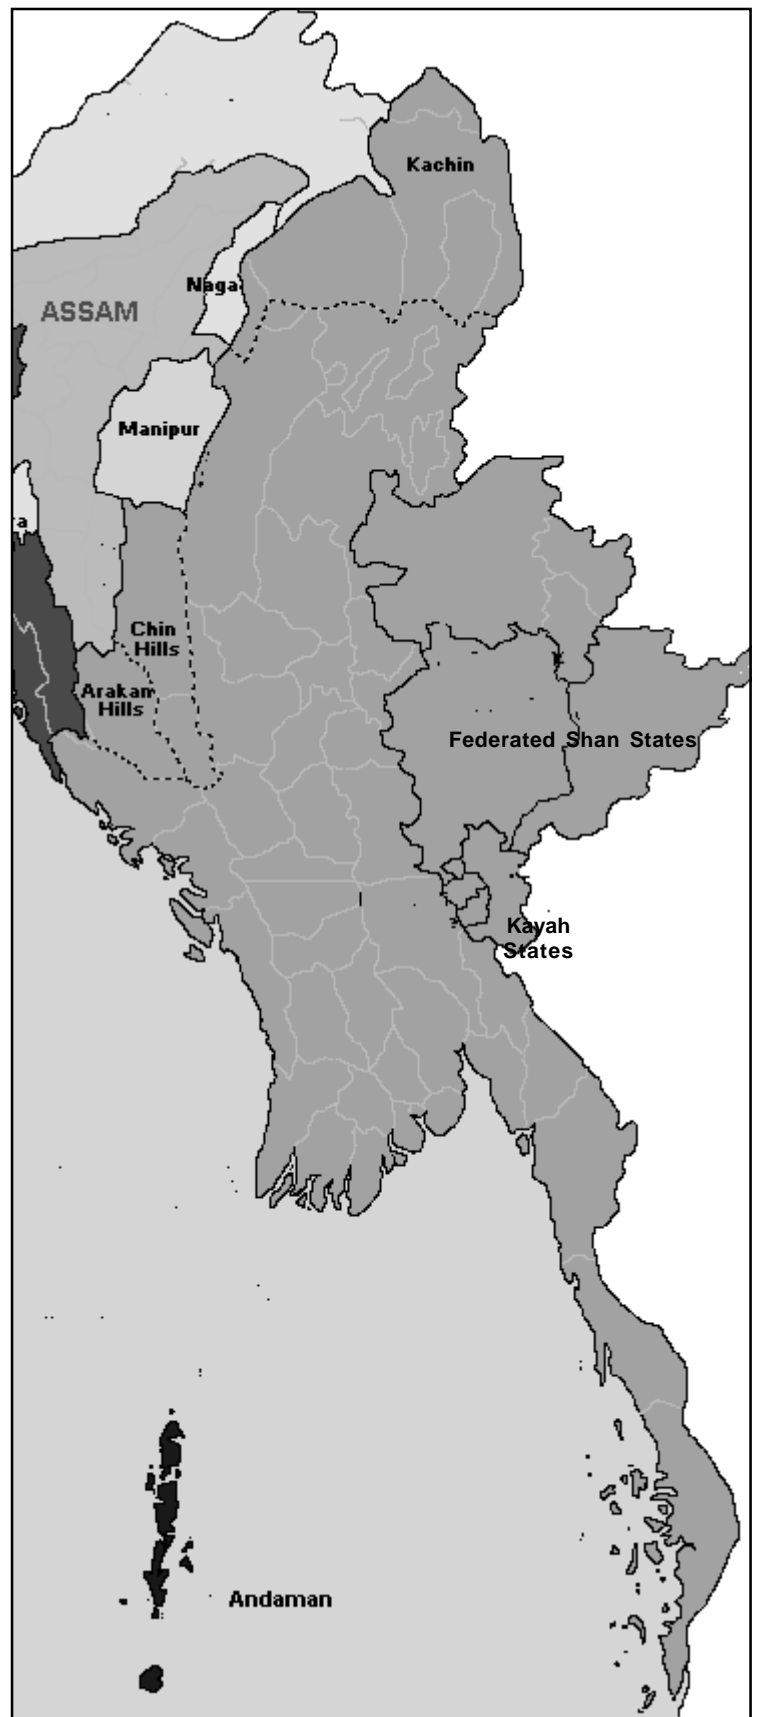 Kachin
Naga
ASSAM
Manipur
a
Chin
Hills
Arakan
Hills
Federated Shan States
Kayah
States
Andaman